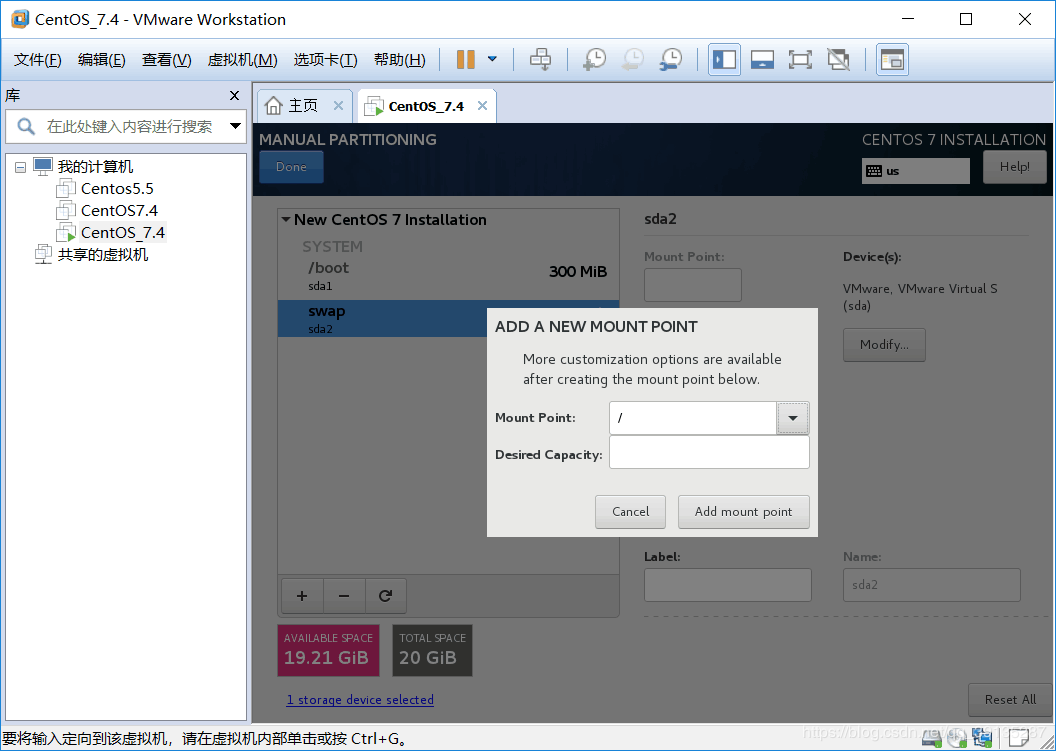 CentOS_7.4 - VMware Workstation
文件(F) 编辑(E) 查看(V) 虚拟机(M) 选项卡(T) 帮助(H)
库
在此处键入内容进行搜索
我的计算机
Centos5.5
CentOS7.4
CentOS_7.4
共享的虚拟机
主页
CentOS_7.4
MANUAL PARTITIONING
Done
CENTOS 7 INSTALLATION
us
Help!
New CentOS 7 Installation
SYSTEM
/boot
300 MiB
sda1
swap
sda2
sda2
Mount Point:
Device(s):
VMware, VMware Virtual S
(sda)
Modify...
ADD A NEW MOUNT POINT
More customization options are available
after creating the mount point below.
Mount Point:
/
Desired Capacity:
Cancel
Add mount point
Label:
Name:
sda2
+ −
AVAILABLE SPACE
19.21 GiB
TOTAL SPACE
20 GiB
1 storage device selected
Reset All
要将输入定向到该虚拟机，请在虚拟机内部单击或按 Ctrl+G。